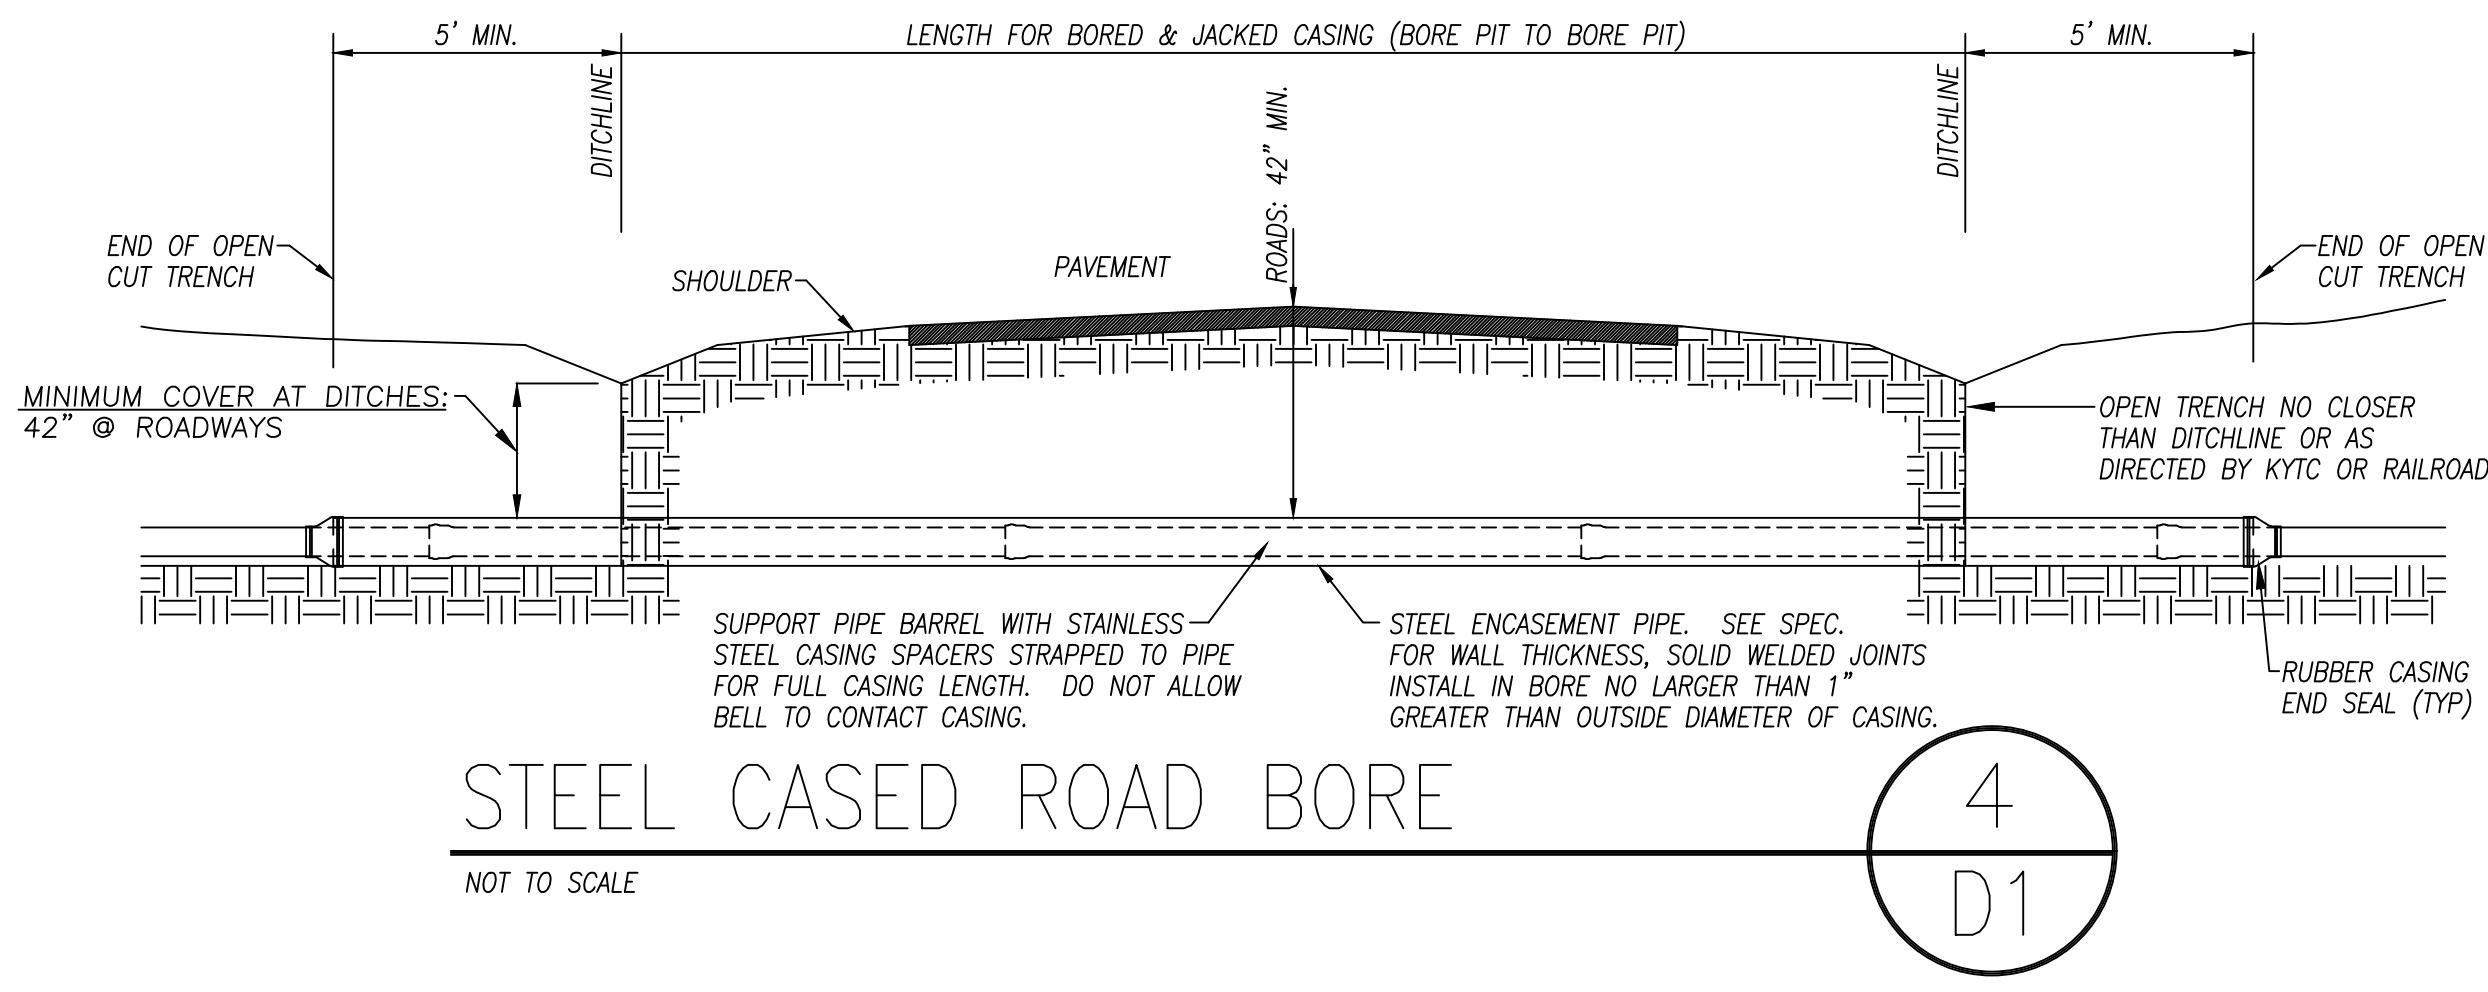 5' MIN.
LENGTH FOR BORED & JACKED CASING (BORE PIT TO BORE PIT)
5' MIN.
DITCHLINE
ROADS: 42" MIN.
DITCHLINE
END OF OPEN
CUT TRENCH
SHOULDER
PAVEMENT
END OF OPEN
CUT TRENCH
MINIMUM COVER AT DITCHES:
42" @ ROADWAYS
OPEN TRENCH NO CLOSER
THAN DITCHLINE OR AS
DIRECTED BY KYTC OR RAILROAD
SUPPORT PIPE BARREL WITH STAINLESS
STEEL CASING SPACERS STRAPPED TO PIPE
FOR FULL CASING LENGTH. DO NOT ALLOW
BELL TO CONTACT CASING.
STEEL ENCASEMENT PIPE. SEE SPEC.
FOR WALL THICKNESS, SOLID WELDED JOINTS
INSTALL IN BORE NO LARGER THAN 1"
GREATER THAN OUTSIDE DIAMETER OF CASING.
RUBBER CASING
END SEAL (TYP)
STEEL CASED ROAD BORE
NOT TO SCALE
4
D1